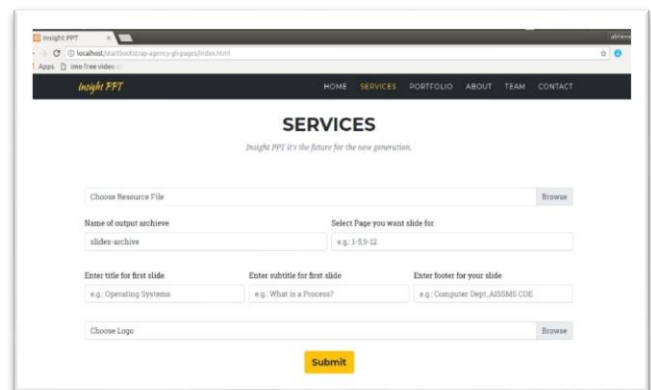 Insight PPT
localhost/startbootstrap-agency-gh-pages/index.html
Apps imo free video
Insight PPT HOME SERVICES PORTFOLIO ABOUT TEAM CONTACT
SERVICES
Insight PPT it's the future for the new generation.
Choose Resource File Browse
Name of output archieve Select Page you want slide for
slides-archive e.g.: 1-5,9-12
Enter title for first slide Enter subtitle for first slide Enter footer for your slide
e.g.: Operating Systems e.g.: What is a Process? e.g.: Computer Dept.,AISSMS COE
Choose Logo Browse
Submit